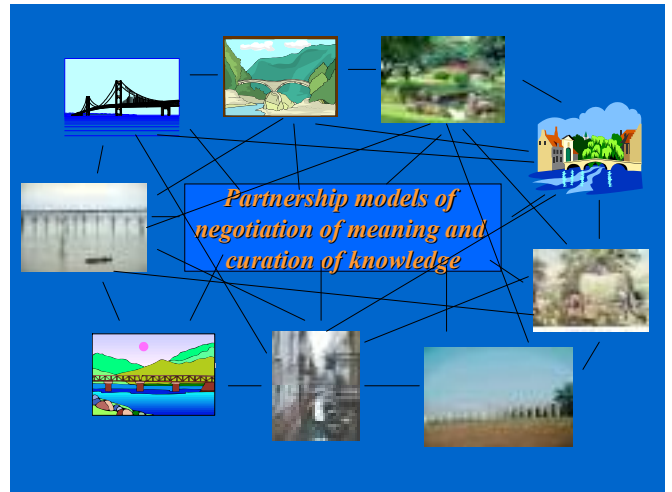 Partnership models of
negotiation of meaning and
curation of knowledge